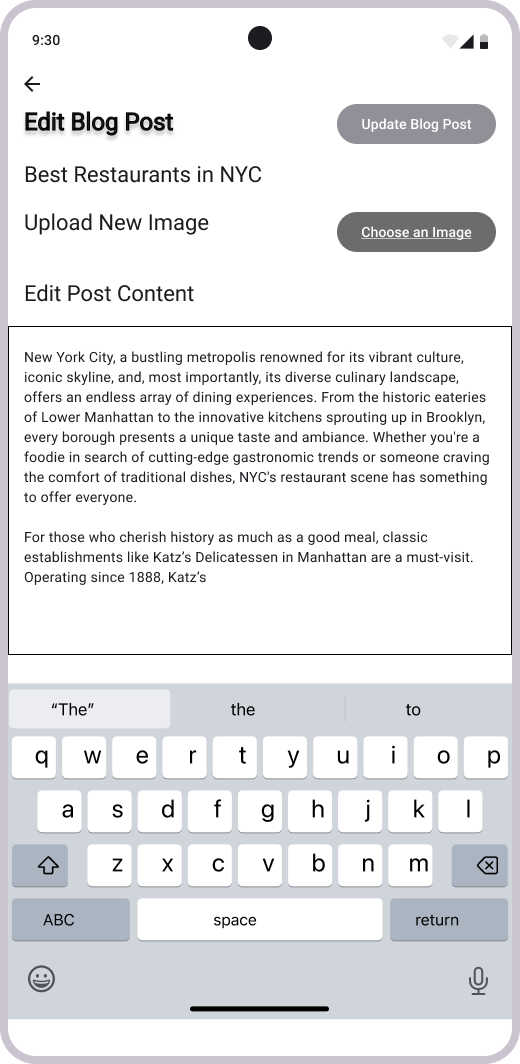 9:30
Edit Blog Post
Update Blog Post
Best Restaurants in NYC
Upload New Image
Choose an Image
Edit Post Content
New York City, a bustling metropolis renowned for its vibrant culture,
iconic skyline, and, most importantly, its diverse culinary landscape,
offers an endless array of dining experiences. From the historic eateries
of Lower Manhattan to the innovative kitchens sprouting up in Brooklyn,
every borough presents a unique taste and ambiance. Whether you're a
foodie in search of cutting-edge gastronomic trends or someone craving
the comfort of traditional dishes, NYC's restaurant scene has something
to offer everyone.
For those who cherish history as much as a good meal, classic
establishments like Katz’s Delicatessen in Manhattan are a must-visit.
Operating since 1888, Katz’s
“The” the to
q w e r t y u i o p
a s d f g h j k l
z x c v b n m
ABC space return